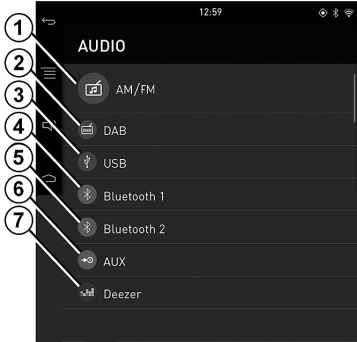 12:59
AUDIO
1
AM/FM
2
DAB
3
USB
4
Bluetooth 1
5
Bluetooth 2
6
AUX
7
Deezer